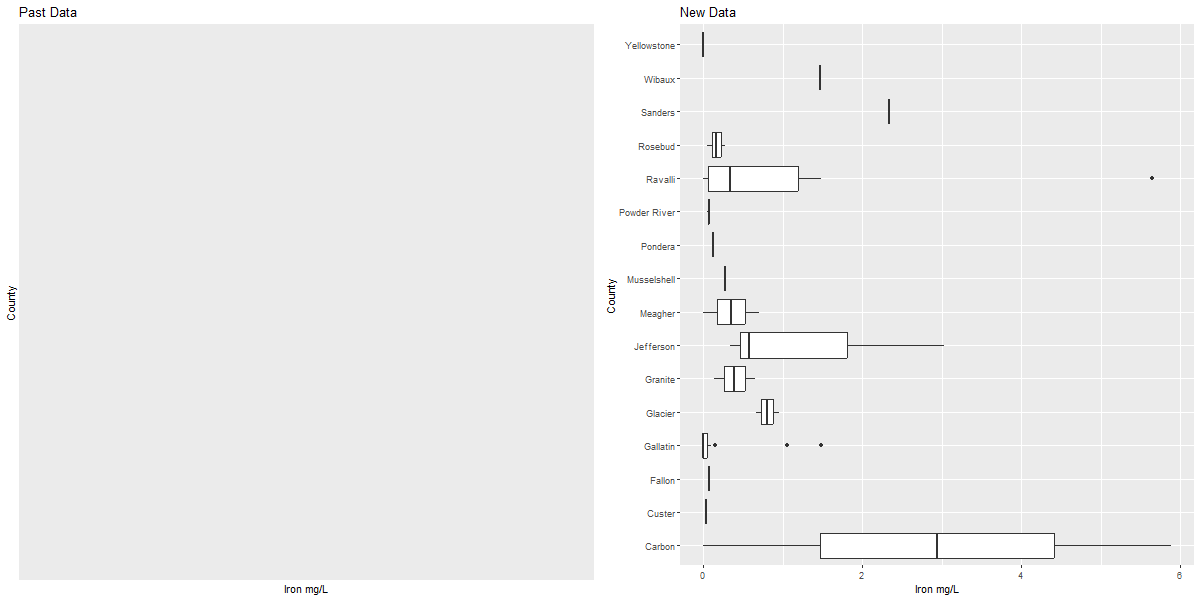 Past Data
County
Iron mg/L
New Data
County
Yellowstone
Wibaux
Sanders
Rosebud
Ravalli
Powder River
Pondera
Musselshell
Meagher
Jefferson
Granite
Glacier
Gallatin
Fallon
Custer
Carbon
0 2 4 6
Iron mg/L